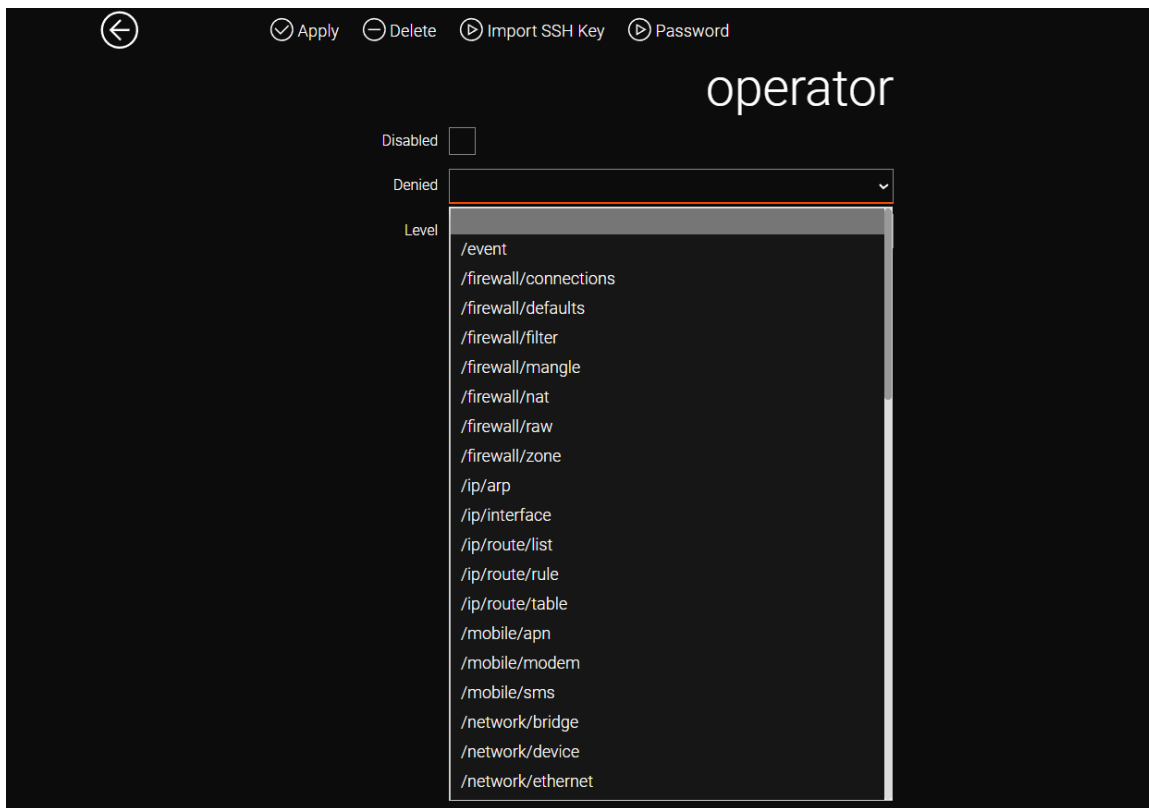 Apply Delete Import SSH Key Password
operator
Disabled
Denied
Level
/event
/firewall/connections
/firewall/defaults
/firewall/filter
/firewall/mangle
/firewall/nat
/firewall/raw
/firewall/zone
/ip/arp
/ip/interface
/ip/route/list
/ip/route/rule
/ip/route/table
/mobile/apn
/mobile/modem
/mobile/sms
/network/bridge
/network/device
/network/ethernet